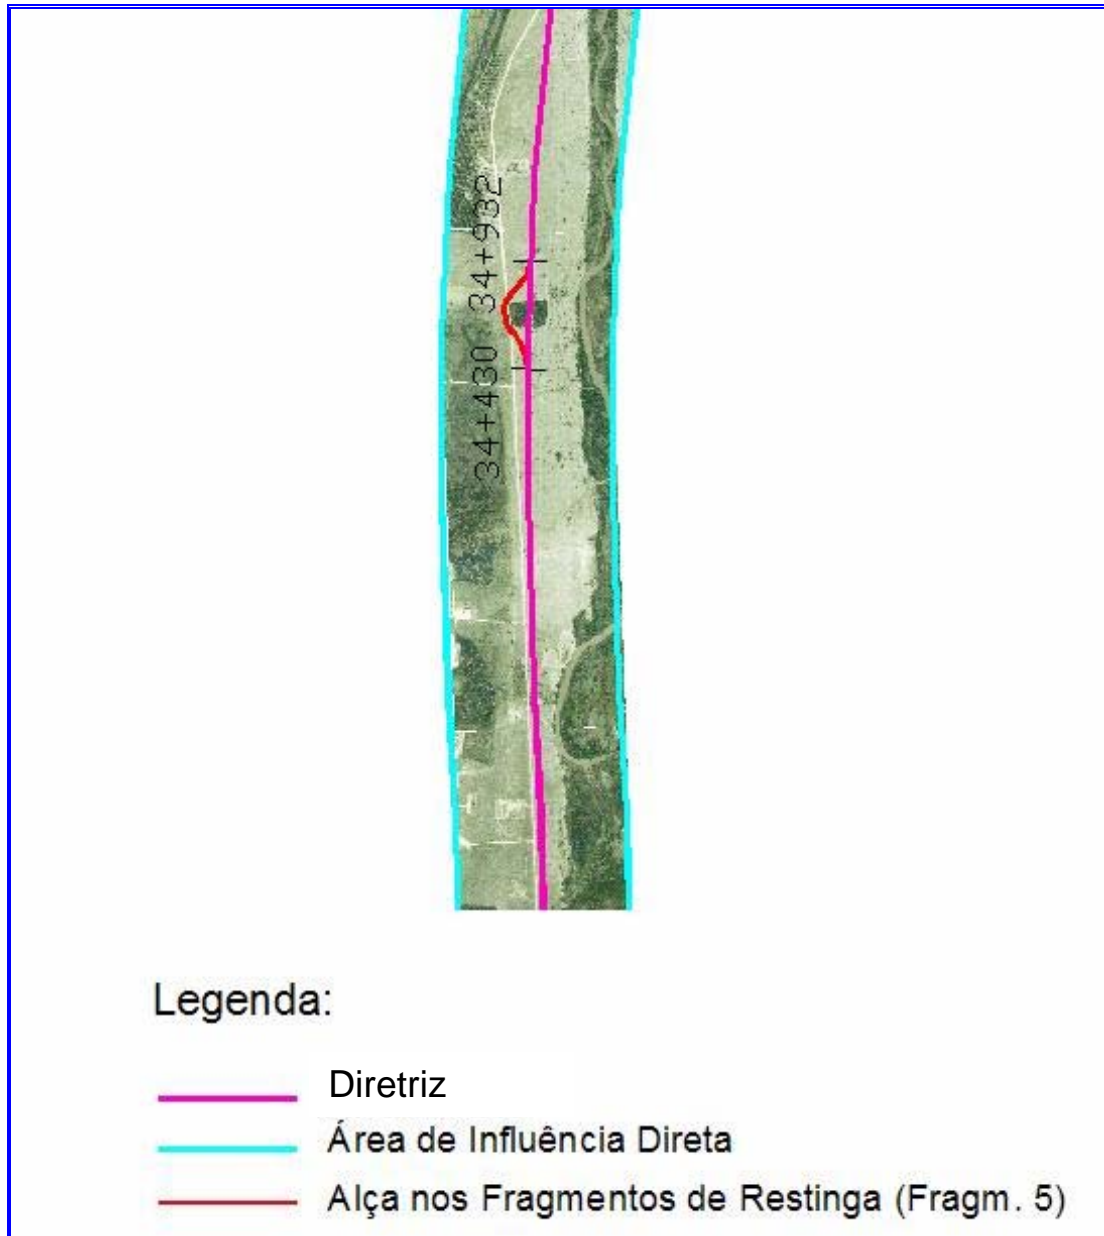 34+932
34+430
Legenda:
Diretriz
Área de Influência Direta
Alça nos Fragmentos de Restinga (Fragm. 5)